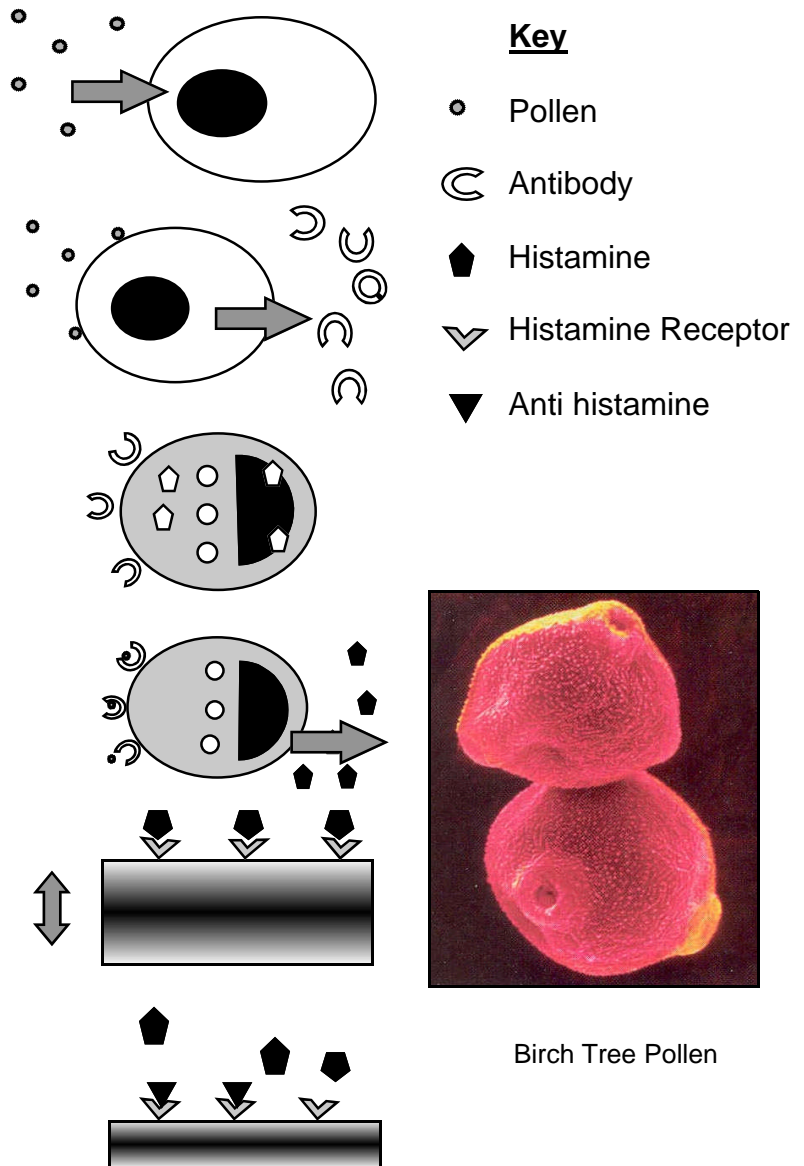 Key
Pollen
Antibody
Histamine
Histamine Receptor
Anti histamine
Birch Tree Pollen